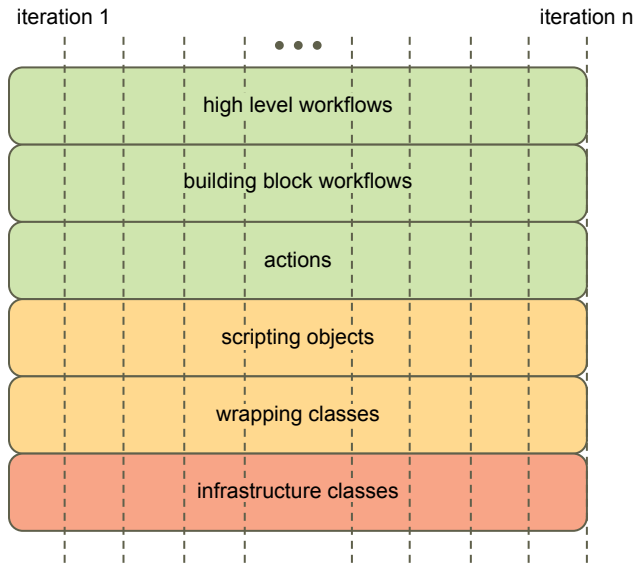 iteration 1
iteration n
high level workflows
building block workflows
actions
scripting objects
wrapping classes
infrastructure classes